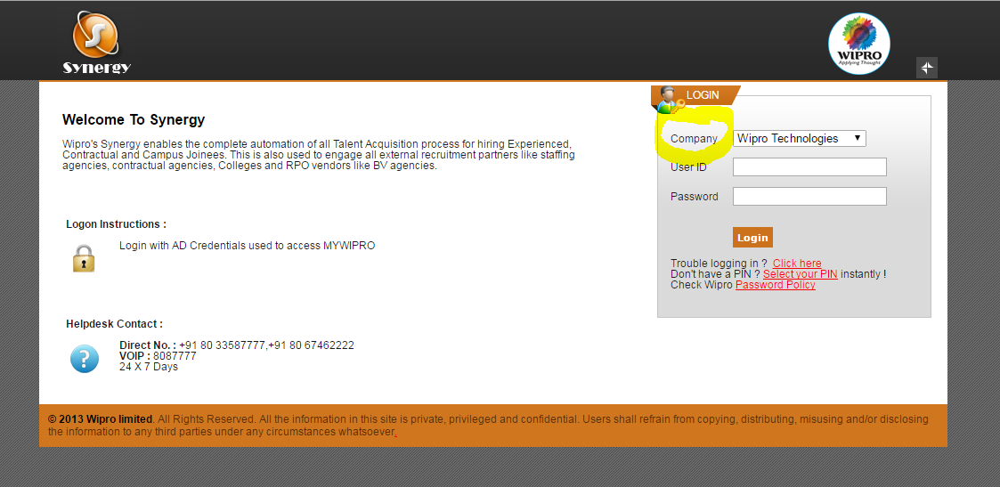 Synergy
WIPRO
Applying Thought
LOGIN
Welcome To Synergy
Wipro's Synergy enables the complete automation of all Talent Acquisition process for hiring Experienced,
Contractual and Campus Joinees. This is also used to engage all external recruitment partners like staffing
agencies, contractual agencies, Colleges and RPO vendors like BV agencies.
Company Wipro Technologies
User ID
Password
Login
Trouble logging in ? Click here
Don't have a PIN ? Select your PIN instantly !
Check Wipro Password Policy
Logon Instructions :
Login with AD Credentials used to access MYWIPRO
Helpdesk Contact :
Direct No. : +91 80 33587777,+91 80 67462222
VOIP : 8087777
24 X 7 Days
© 2013 Wipro limited. All Rights Reserved. All the information in this site is private, privileged and confidential. Users shall refrain from copying, distributing, misusing and/or disclosing
the information to any third parties under any circumstances whatsoever.